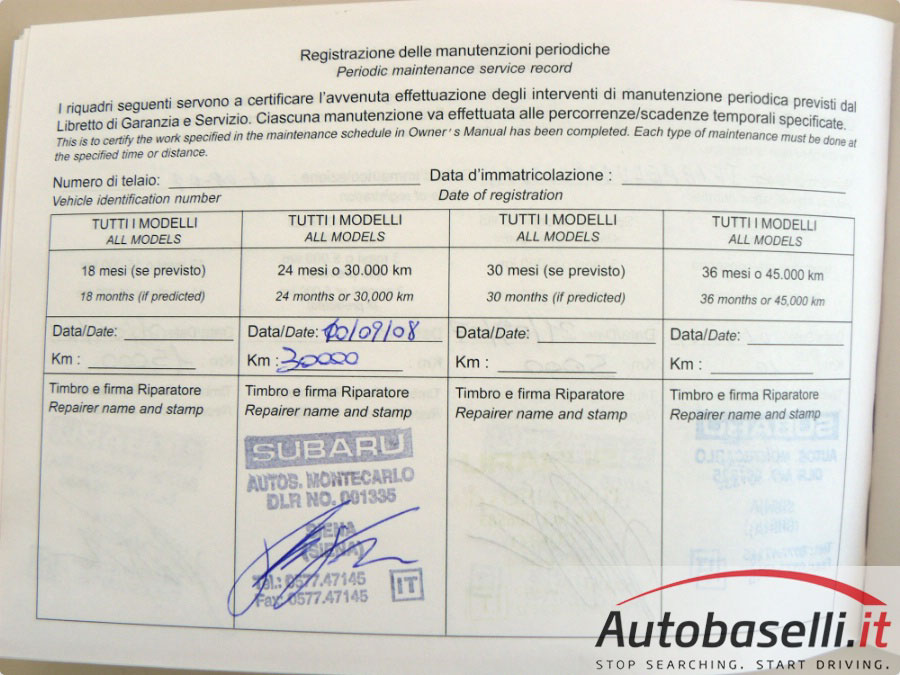 Registrazione delle manutenzioni periodiche
Periodic maintenance service record
I riquadri seguenti servono a certificare l'avvenuta effettuazione degli interventi di manutenzione periodica previsti dal
Libretto di Garanzia e Servizio. Ciascuna manutenzione va effettuata alle percorrenze/scadenze temporali specificate.
This is to certify the work specified in the maintenance schedule in Owner's Manual has been completed. Each type of maintenance must be done at
the specified time or distance.
Numero di telaio: Data d'immatricolazione :
Vehicle identification number Date of registration
TUTTI I MODELLI TUTTI I MODELLI TUTTI I MODELLI TUTTI I MODELLI
ALL MODELS ALL MODELS ALL MODELS ALL MODELS
18 mesi (se previsto) 24 mesi o 30.000 km 30 mesi (se previsto) 36 mesi o 45.000 km
18 months (if predicted) 24 months or 30,000 km 30 months (if predicted) 36 months or 45,000 km
Data/Date: Data/Date: 10/09/08 Data/Date: Data/Date:
Km : Km : 30000 Km : Km :
Timbro e firma Riparatore Timbro e firma Riparatore Timbro e firma Riparatore Timbro e firma Riparatore
Repairer name and stamp Repairer name and stamp Repairer name and stamp Repairer name and stamp
SUBARU
AUTOS. MONTECARLO
DLR NO. 091335
SIENA
(SIENA)
Tel.: 0577.47145
Fax: 0577.47145
IT
Autobaselli.it
STOP SEARCHING. START DRIVING.